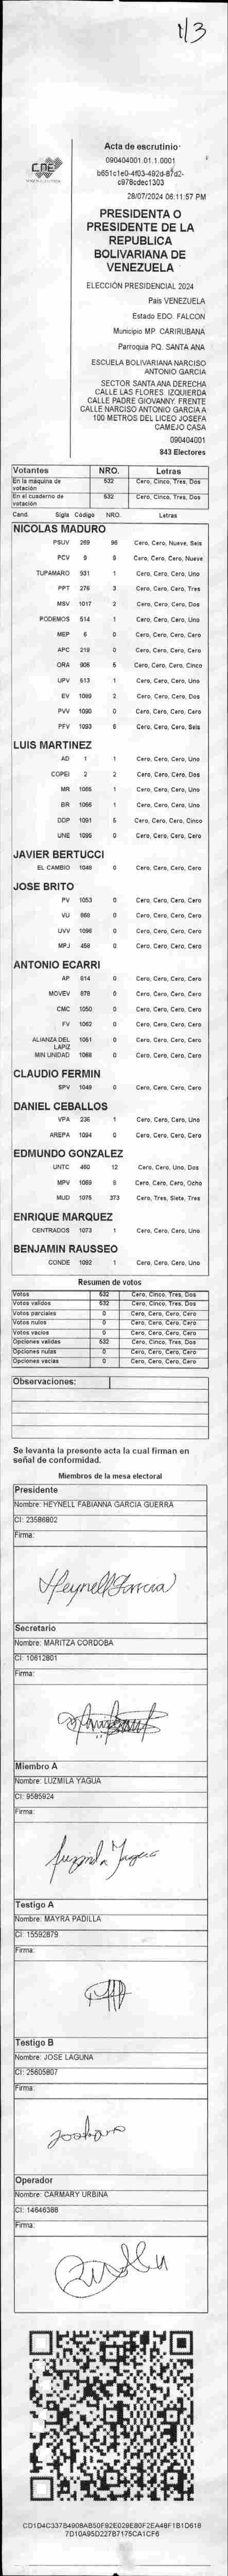 1/3
CNE
Acta de escrutinio
090404001.01.1.0001
b651c1e0-4f03-492d-87d2-
c978cdec1303
28/07/2024 06:11:57 PM
PRESIDENTA O
PRESIDENTE DE LA
REPUBLICA
BOLIVARIANA DE
VENEZUELA
ELECCIÓN PRESIDENCIAL 2024
País VENEZUELA
Estado EDO. FALCON
Municipio MP. CARIRUBANA
Parroquia PQ. SANTA ANA
ESCUELA BOLIVARIANA NARCISO
ANTONIO GARCIA
SECTOR SANTA ANA DERECHA
CALLE LAS FLORES. IZQUIERDA
CALLE PADRE GIOVANNY. FRENTE
CALLE NARCISO ANTONIO GARCIA A
100 METROS DEL LICEO JOSEFA
CAMEJO CASA
090404001
843 Electores
Votantes NRO. Letras
En la máquina de votación 532 Cero, Cinco, Tres, Dos
En el cuaderno de votación 532 Cero, Cinco, Tres, Dos
Cand. Sigla Código NRO. Letras
NICOLAS MADURO
PSUV 269 96 Cero, Cero, Nueve, Seis
PCV 9 9 Cero, Cero, Cero, Nueve
TUPAMARO 931 1 Cero, Cero, Cero, Uno
PPT 276 3 Cero, Cero, Cero, Tres
MSV 1017 2 Cero, Cero, Cero, Dos
PODEMOS 514 1 Cero, Cero, Cero, Uno
MEP 6 0 Cero, Cero, Cero, Cero
APC 219 0 Cero, Cero, Cero, Cero
ORA 906 5 Cero, Cero, Cero, Cinco
UPV 613 1 Cero, Cero, Cero, Uno
EV 1089 2 Cero, Cero, Cero, Dos
PVV 1090 0 Cero, Cero, Cero, Cero
PFV 1093 6 Cero, Cero, Cero, Seis
LUIS MARTINEZ
AD 1 1 Cero, Cero, Cero, Uno
COPEI 2 2 Cero, Cero, Cero, Dos
MR 1065 1 Cero, Cero, Cero, Uno
BR 1066 1 Cero, Cero, Cero, Uno
DDP 1091 5 Cero, Cero, Cero, Cinco
UNE 1095 0 Cero, Cero, Cero, Cero
JAVIER BERTUCCI
EL CAMBIO 1048 0 Cero, Cero, Cero, Cero
JOSE BRITO
PV 1053 0 Cero, Cero, Cero, Cero
VU 868 0 Cero, Cero, Cero, Cero
UVV 1096 0 Cero, Cero, Cero, Cero
MPJ 458 0 Cero, Cero, Cero, Cero
ANTONIO ECARRI
AP 814 0 Cero, Cero, Cero, Cero
MOVEV 878 0 Cero, Cero, Cero, Cero
CMC 1050 0 Cero, Cero, Cero, Cero
FV 1062 0 Cero, Cero, Cero, Cero
ALIANZA DEL 1051 0 Cero, Cero, Cero, Cero
LAPIZ
MIN UNIDAD 1068 0 Cero, Cero, Cero, Cero
CLAUDIO FERMIN
SPV 1049 0 Cero, Cero, Cero, Cero
DANIEL CEBALLOS
VPA 236 1 Cero, Cero, Cero, Uno
AREPA 1094 0 Cero, Cero, Cero, Cero
EDMUNDO GONZALEZ
UNTC 460 12 Cero, Cero, Uno, Dos
MPV 1069 8 Cero, Cero, Cero, Ocho
MUD 1075 373 Cero, Tres, Siete, Tres
ENRIQUE MARQUEZ
CENTRADOS 1073 1 Cero, Cero, Cero, Uno
BENJAMIN RAUSSEO
CONDE 1092 1 Cero, Cero, Cero, Uno
Resumen de votos
Votos 532 Cero, Cinco, Tres, Dos
Votos validos 532 Cero, Cinco, Tres, Dos
Votos parciales 0 Cero, Cero, Cero, Cero
Votos nulos 0 Cero, Cero, Cero, Cero
Votos vacios 0 Cero, Cero, Cero, Cero
Opciones validas 532 Cero, Cinco, Tres, Dos
Opciones nulas 0 Cero, Cero, Cero, Cero
Opciones vacias 0 Cero, Cero, Cero, Cero
Observaciones:
Se levanta la presente acta la cual firman en
señal de conformidad.
Miembros de la mesa electoral
Presidente
Nombre: HEYNELL FABIANNA GARCIA GUERRA
CI: 23586802
Firma:
Heynell Garcia
Secretario
Nombre: MARITZA CORDOBA
CI: 10612801
Firma:
Miembro A
Nombre: LUZMILA YAGUA
CI: 9585924
Firma:
Luzmila Yagua
Testigo A
Nombre: MAYRA PADILLA
CI: 15592879
Firma:
Testigo B
Nombre: JOSE LAGUNA
CI: 25605807
Firma:
Operador
Nombre: CARMARY URBINA
CI: 14646388
Firma:
CD1D4C337B4908AB50F92E029E80F2EA48F1B1D618
7D10A95D227B7175CA1CF6